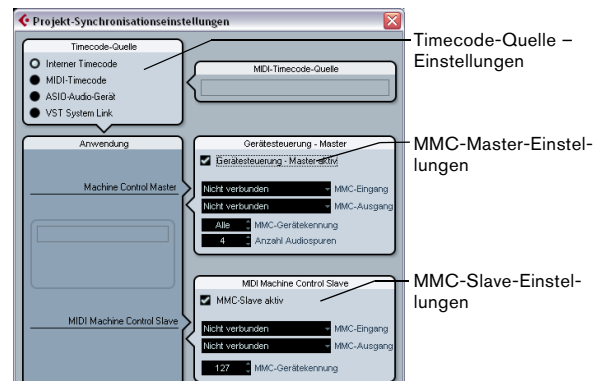 Projekt-Synchronisationseinstellungen
Timecode-Quelle
Interner Timecode
MIDI-Timecode
ASIO-Audio-Gerät
VST System Link
MIDI-Timecode-Quelle
Timecode-Quelle –
Einstellungen
Anwendung
Machine Control Master
MIDI Machine Control Slave
Gerätesteuerung - Master
Gerätesteuerung - Master aktiv
Nicht verbunden MMC-Eingang
Nicht verbunden MMC-Ausgang
Alle MMC-Gerätekennung
4 Anzahl Audiospuren
MMC-Master-Einstel-
lungen
MIDI Machine Control Slave
MMC-Slave aktiv
Nicht verbunden MMC-Eingang
Nicht verbunden MMC-Ausgang
127 MMC-Gerätekennung
MMC-Slave-Einstel-
lungen